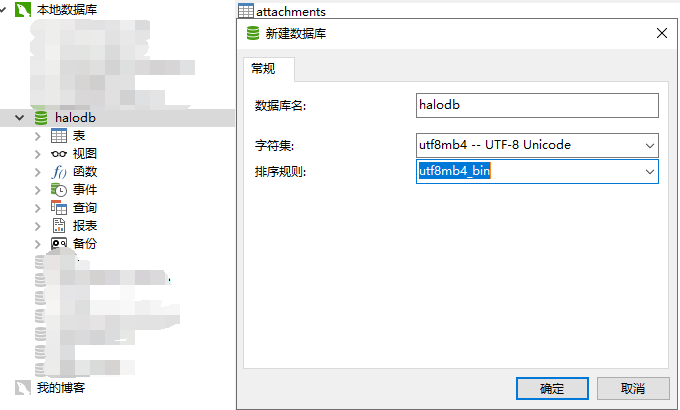 本地数据库
halodb
表
视图
函数
事件
查询
报表
备份
我的博客
attachments
新建数据库
常规
数据库名:
halodb
字符集:
utf8mb4 -- UTF-8 Unicode
排序规则:
utf8mb4_bin
确定
取消